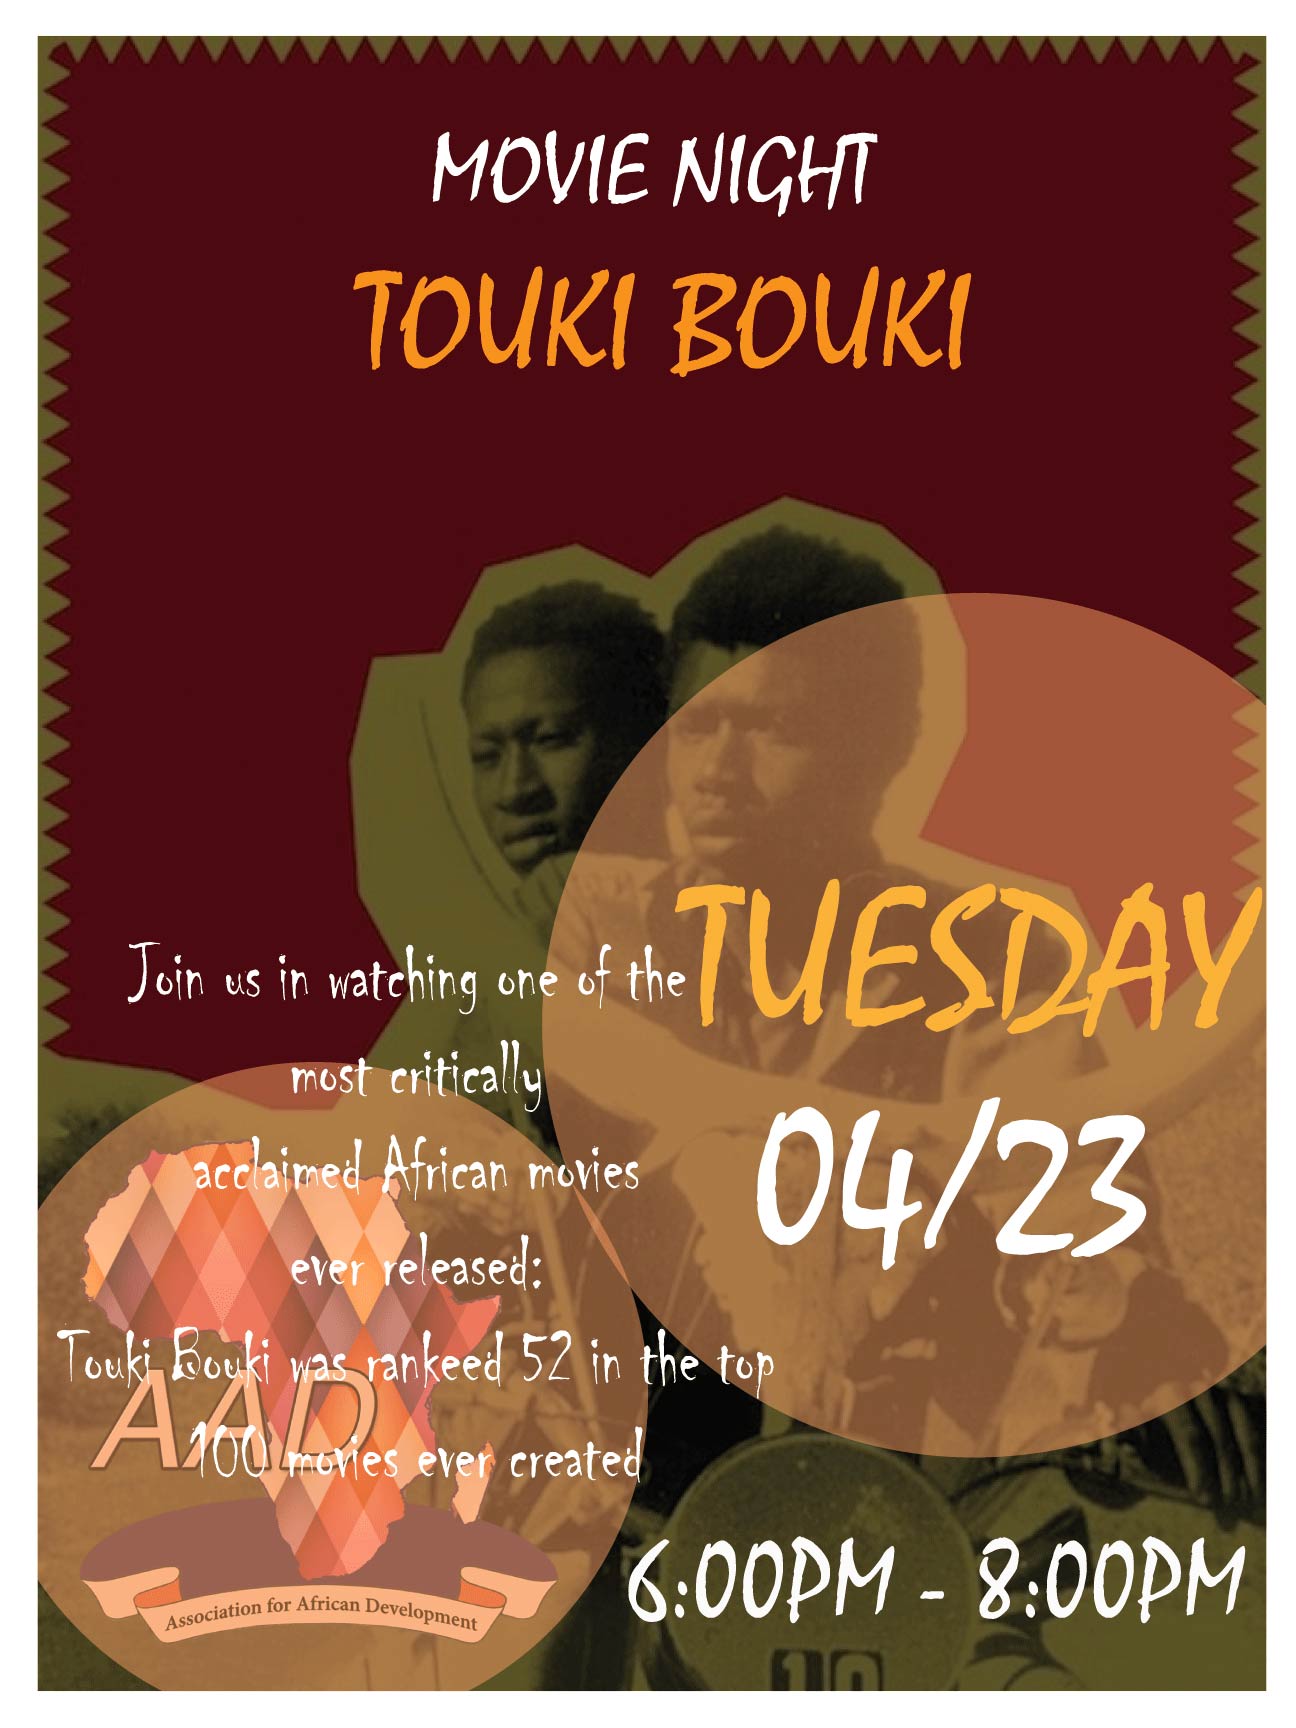 MOVIE NIGHT
TOUKI BOUKI
TUESDAY
04/23
Join us in watching one of the
most critically
acclaimed African movies
ever released:
Touki Bouki was rankeed 52 in the top
100 movies ever created
AAD
Association for African Development
6:00PM - 8:00PM